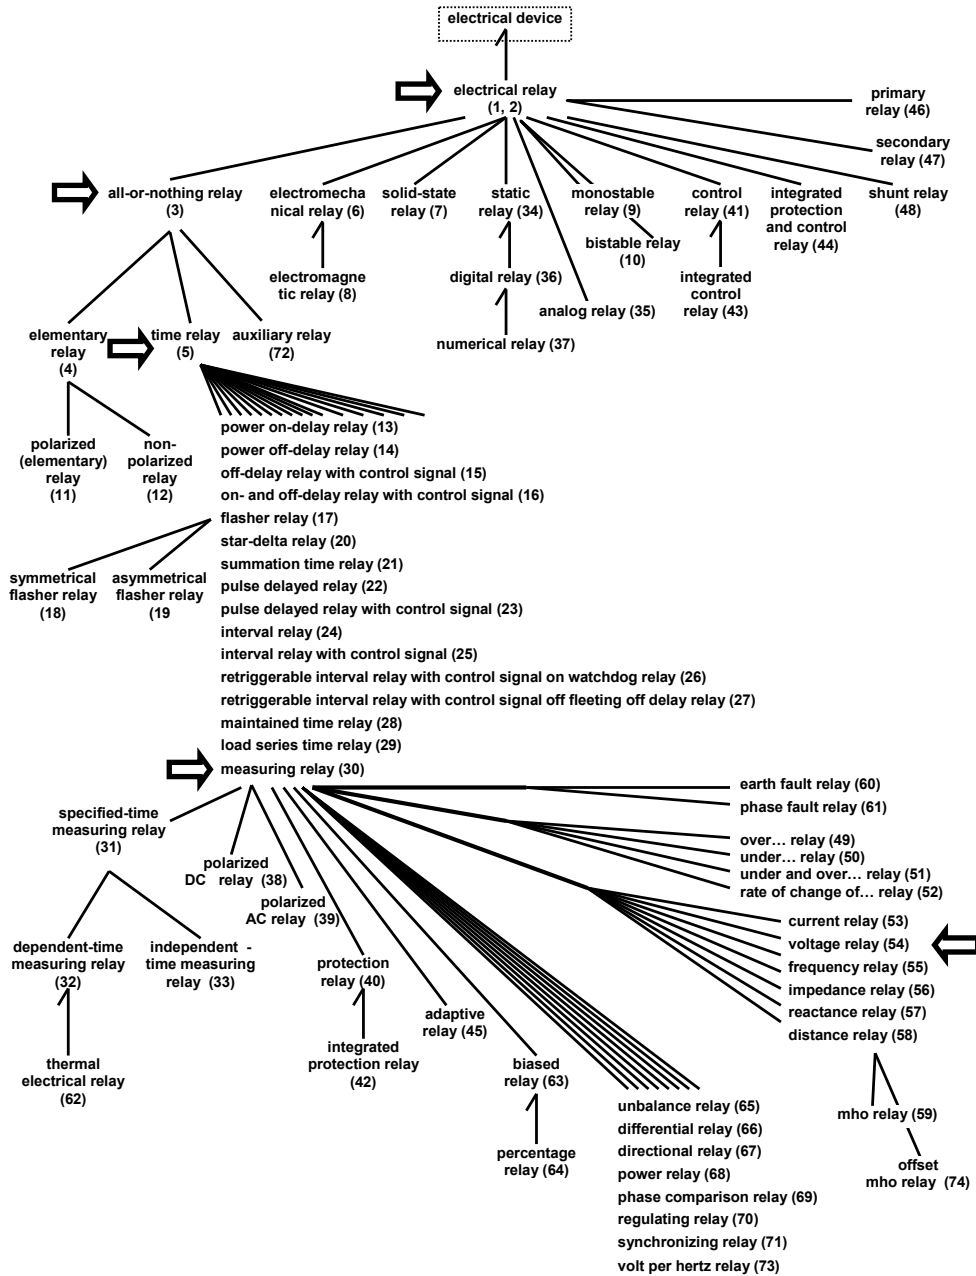 electrical device
electrical relay
(1, 2)
primary
relay (46)
secondary
relay (47)
all-or-nothing relay
(3)
electromecha
nical relay (6)
solid-state
relay (7)
static
relay (34)
monostable
relay (9)
control
relay (41)
integrated
protection
and control
relay (44)
shunt relay
(48)
bistable relay
(10)
electromagne
tic relay (8)
digital relay (36)
integrated
control
relay (43)
analog relay (35)
numerical relay (37)
elementary
relay
(4)
time relay
(5)
auxiliary relay
(72)
polarized
(elementary)
relay
(11)
non-
polarized
relay
(12)
power on-delay relay (13)
power off-delay relay (14)
off-delay relay with control signal (15)
on- and off-delay relay with control signal (16)
flasher relay (17)
star-delta relay (20)
summation time relay (21)
pulse delayed relay (22)
pulse delayed relay with control signal (23)
interval relay (24)
interval relay with control signal (25)
retriggerable interval relay with control signal on watchdog relay (26)
retriggerable interval relay with control signal off fleeting off delay relay (27)
maintained time relay (28)
load series time relay (29)
measuring relay (30)
symmetrical
flasher relay
(18)
asymmetrical
flasher relay
(19
earth fault relay (60)
phase fault relay (61)
over... relay (49)
under... relay (50)
under and over... relay (51)
rate of change of... relay (52)
current relay (53)
voltage relay (54)
frequency relay (55)
impedance relay (56)
reactance relay (57)
distance relay (58)
specified-time
measuring relay
(31)
polarized
DC relay (38)
polarized
AC relay (39)
dependent-time
measuring relay
(32)
independent -
time measuring
relay (33)
protection
relay (40)
adaptive
relay (45)
thermal
electrical relay
(62)
integrated
protection relay
(42)
biased
relay (63)
percentage
relay (64)
unbalance relay (65)
differential relay (66)
directional relay (67)
power relay (68)
phase comparison relay (69)
regulating relay (70)
synchronizing relay (71)
volt per hertz relay (73)
mho relay (59)
offset
mho relay (74)